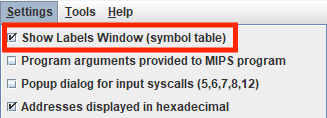 Settings Tools Help
Show Labels Window (symbol table)
Program arguments provided to MIPS program
Popup dialog for input syscalls (5,6,7,8,12)
Addresses displayed in hexadecimal